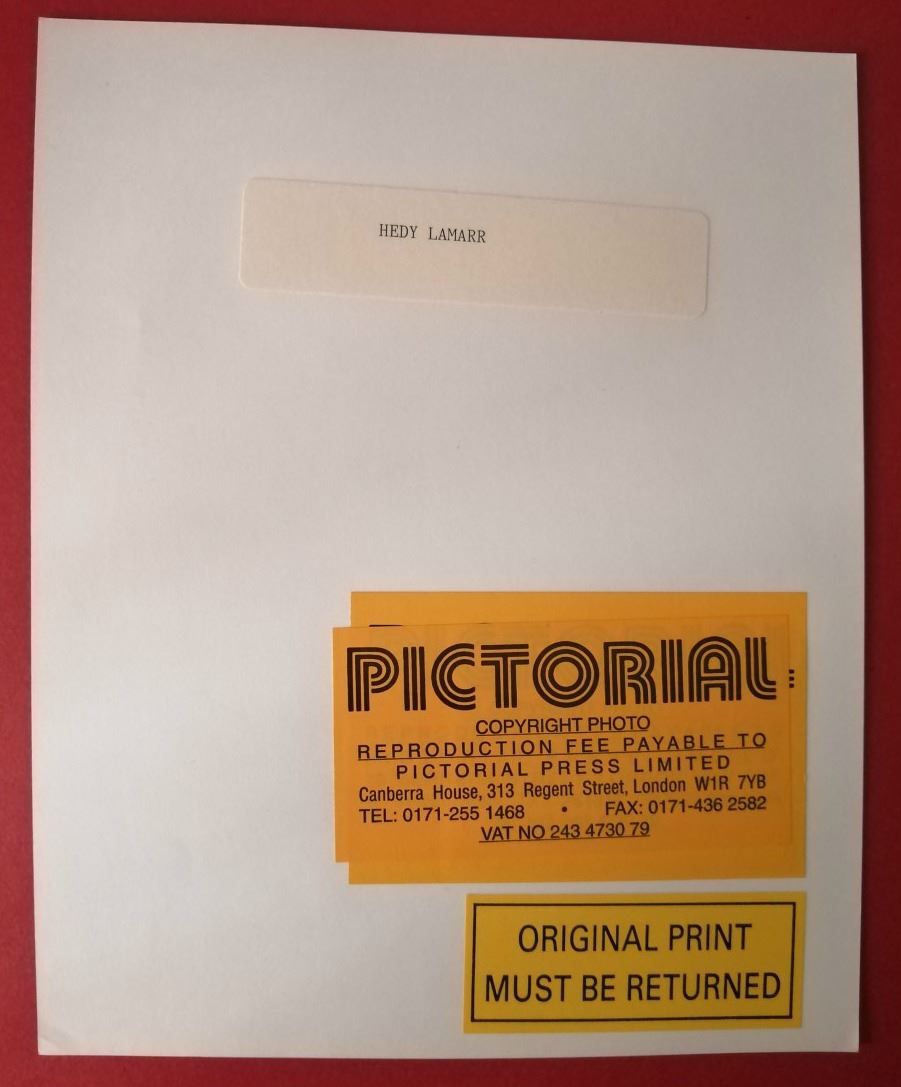 HEDY LAMARR
PICTORIAL
COPYRIGHT PHOTO
REPRODUCTION FEE PAYABLE TO
PICTORIAL PRESS LIMITED
Canberra House, 313 Regent Street, London W1R 7YB
TEL: 0171-255 1468 • FAX: 0171-436 2582
VAT NO 243 4730 79
ORIGINAL PRINT
MUST BE RETURNED